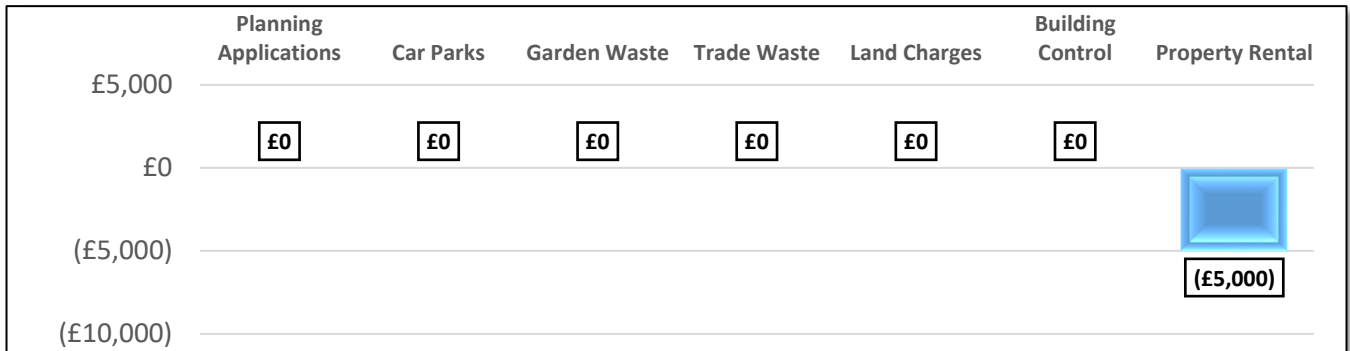 Planning
Applications
Car Parks
Garden Waste
Trade Waste
Land Charges
Building
Control
Property Rental
£5,000
£0
(£5,000)
(£10,000)
£0
£0
£0
£0
£0
£0
(£5,000)